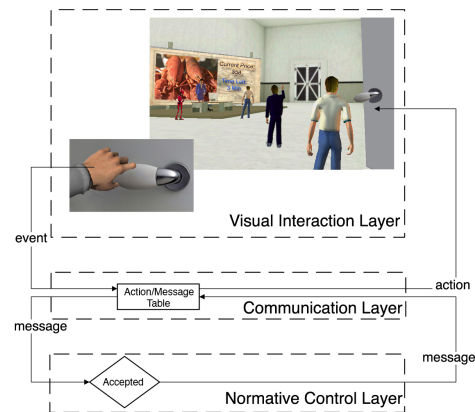 Current Price:
Visual Interaction Layer
event
action
Action/Message
Table
Communication Layer
message
message
Accepted
Normative Control Layer